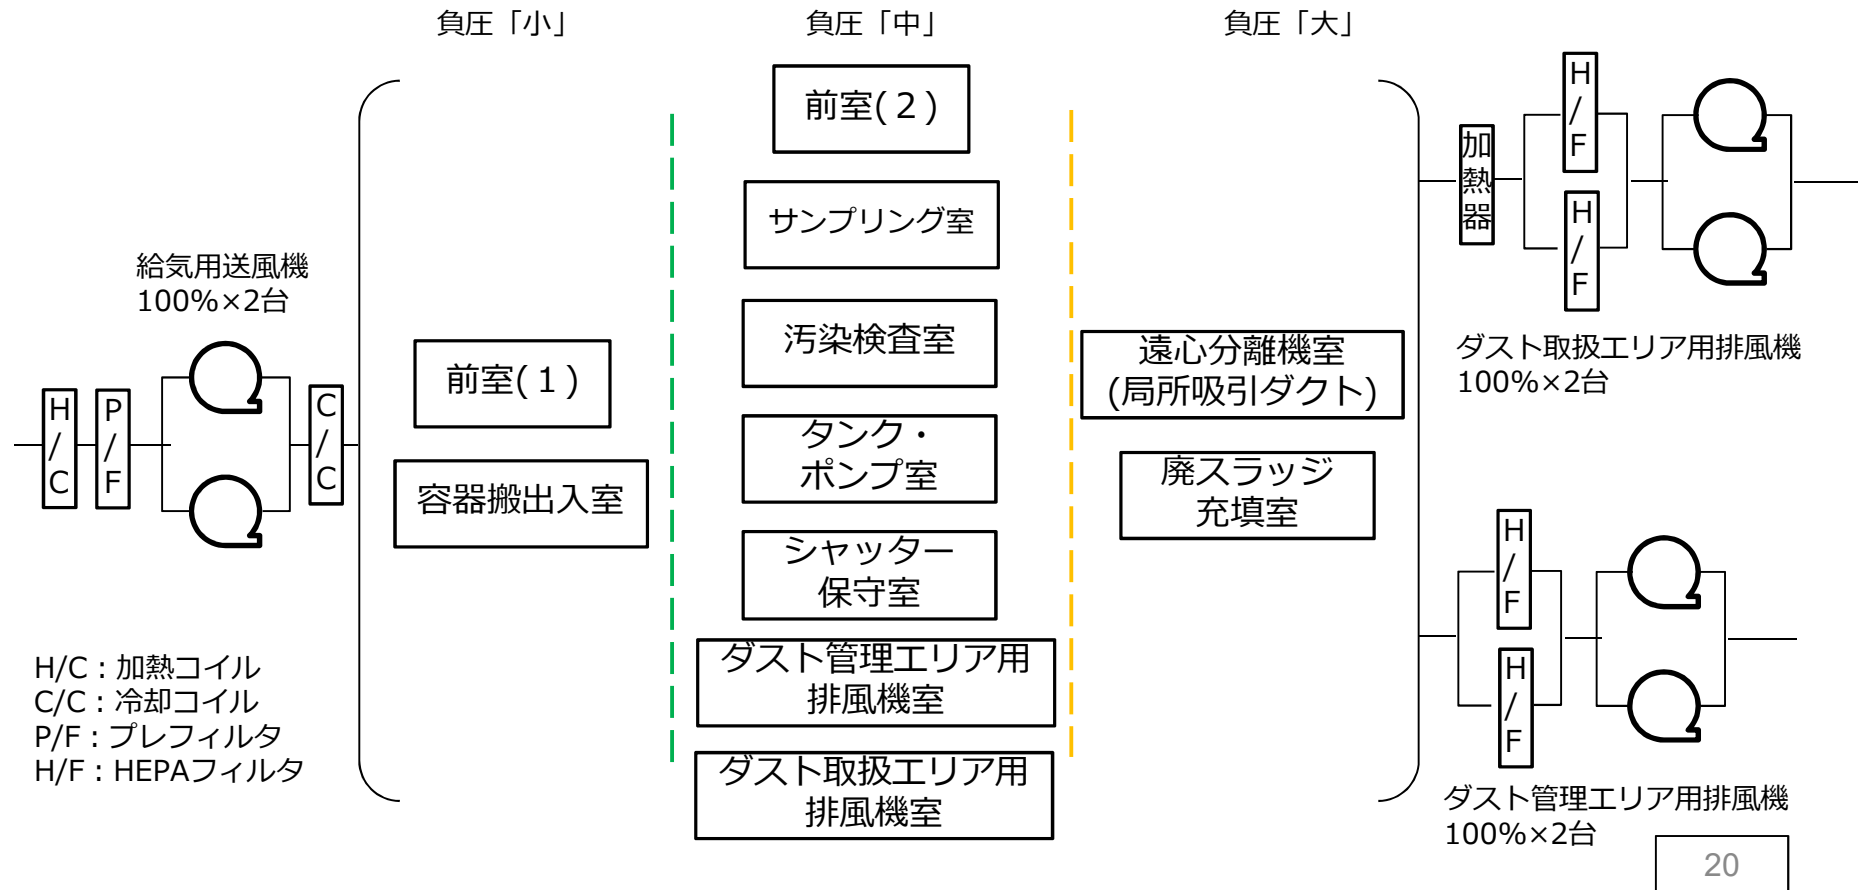 負圧「小」
負圧「中」
負圧「大」
給気用送風機
100%×2台
H/C
P/F
C/C
前室(１)
容器搬出入室
前室(２)
サンプリング室
汚染検査室
タンク・
ポンプ室
シャッター
保守室
ダスト管理エリア用
排風機室
ダスト取扱エリア用
排風機室
遠心分離機室
(局所吸引ダクト)
廃スラッジ
充填室
加熱器
H/F
H/F
ダスト取扱エリア用排風機
100%×2台
H/F
H/F
ダスト管理エリア用排風機
100%×2台
H/C：加熱コイル
C/C：冷却コイル
P/F：プレフィルタ
H/F：HEPAフィルタ
20